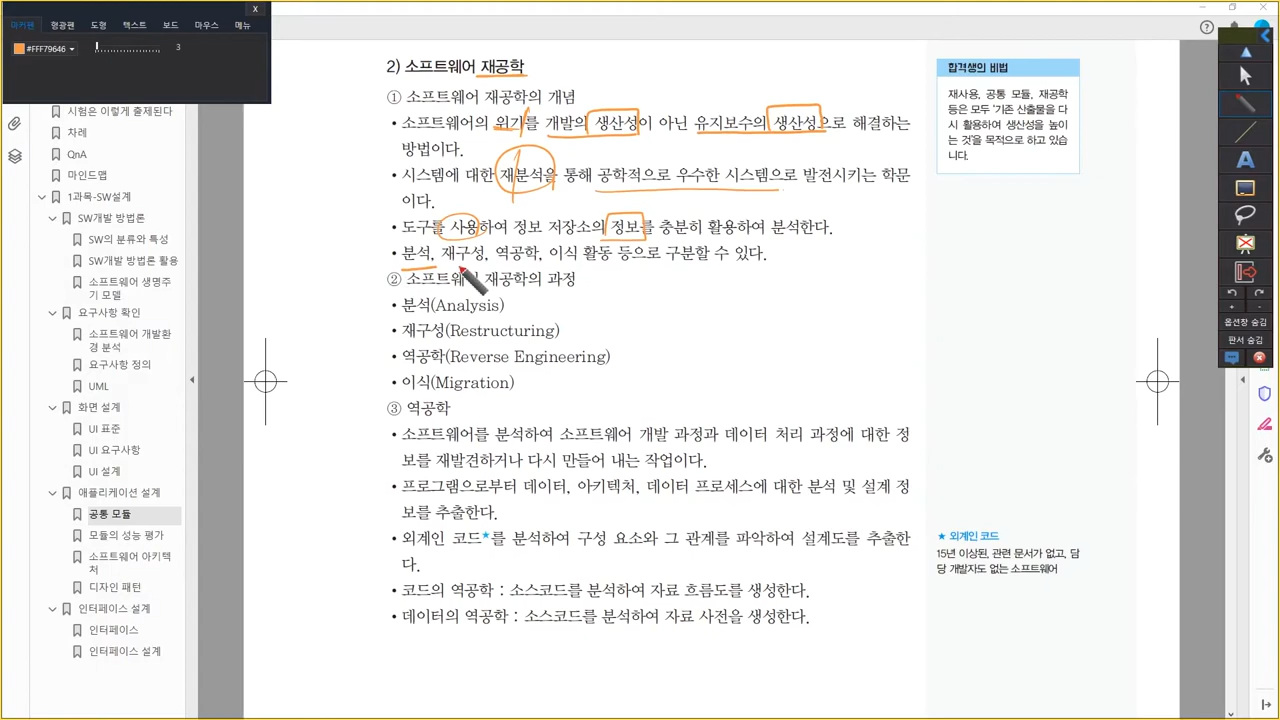 x
마커펜 형광펜 도형 텍스트 보드 마우스 메뉴
#FFF79646 3
시험은 이렇게 출제된다
차례
QnA
마인드맵
1과목-SW설계
SW개발 방법론
SW의 분류와 특성
SW개발 방법론 활용
소프트웨어 생명주
기 모델
요구사항 확인
소프트웨어 개발환
경 분석
요구사항 정의
UML
화면 설계
UI 표준
UI 요구사항
UI 설계
애플리케이션 설계
공통 모듈
모듈의 성능 평가
소프트웨어 아키텍
처
디자인 패턴
인터페이스 설계
인터페이스
인터페이스 설계
2) 소프트웨어 재공학
① 소프트웨어 재공학의 개념
• 소프트웨어의 위기를 개발의 생산성이 아닌 유지보수의 생산성으로 해결하는
방법이다.
• 시스템에 대한 재분석을 통해 공학적으로 우수한 시스템으로 발전시키는 학문
이다.
• 도구를 사용하여 정보 저장소의 정보를 충분히 활용하여 분석한다.
• 분석, 재구성, 역공학, 이식 활동 등으로 구분할 수 있다.
② 소프트웨어 재공학의 과정
• 분석(Analysis)
• 재구성(Restructuring)
• 역공학(Reverse Engineering)
• 이식(Migration)
③ 역공학
• 소프트웨어를 분석하여 소프트웨어 개발 과정과 데이터 처리 과정에 대한 정
보를 재발견하거나 다시 만들어 내는 작업이다.
• 프로그램으로부터 데이터, 아키텍처, 데이터 프로세스에 대한 분석 및 설계 정
보를 추출한다.
• 외계인 코드★를 분석하여 구성 요소와 그 관계를 파악하여 설계도를 추출한
다.
• 코드의 역공학 : 소스코드를 분석하여 자료 흐름도를 생성한다.
• 데이터의 역공학 : 소스코드를 분석하여 자료 사전을 생성한다.
합격생의 비법
재사용, 공통 모듈, 재공학
등은 모두 '기존 산출물을 다
시 활용하여 생산성을 높이
는 것'을 목적으로 하고 있습
니다.
★ 외계인 코드
15년 이상된, 관련 문서가 없고, 담
당 개발자도 없는 소프트웨어
A
옵션창 숨김
판서 숨김